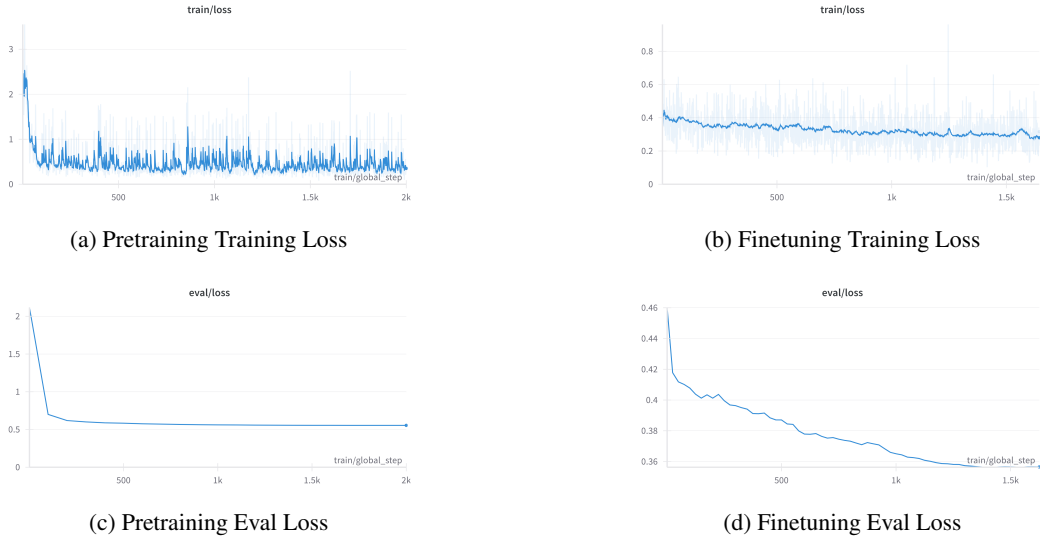 train/loss
3
2
1
0
train/global_step
500
1k
1.5k
2k
(a) Pretraining Training Loss
train/loss
0.8
0.6
0.4
0.2
0
train/global_step
500
1k
1.5k
(b) Finetuning Training Loss
eval/loss
2
1.5
1
0.5
0
train/global_step
500
1k
1.5k
2k
(c) Pretraining Eval Loss
eval/loss
0.46
0.44
0.42
0.4
0.38
0.36
train/global_step
500
1k
1.5k
(d) Finetuning Eval Loss